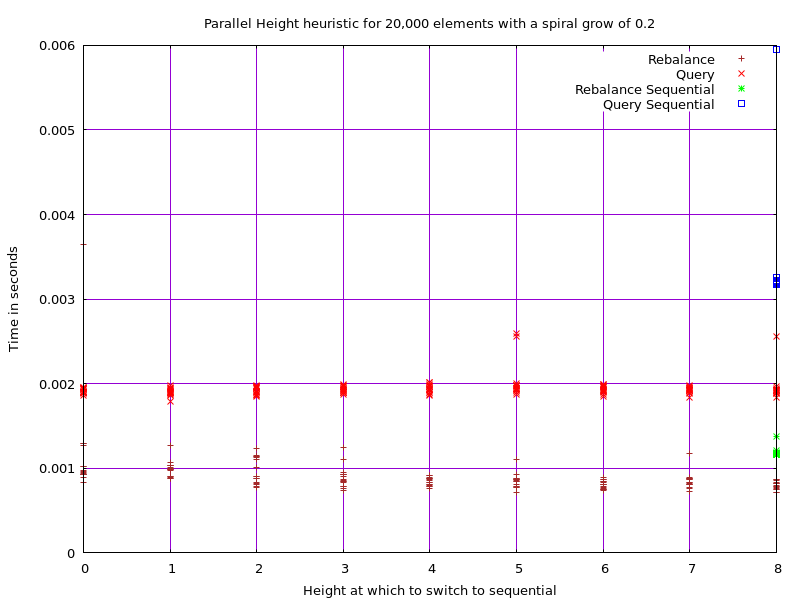 Parallel Height heuristic for 20,000 elements with a spiral grow of 0.2
0.006
Rebalance
Query
Rebalance Sequential
Query Sequential
0.005
0.004
0.003
0.002
0.001
0
Time in seconds
0 1 2 3 4 5 6 7 8
Height at which to switch to sequential